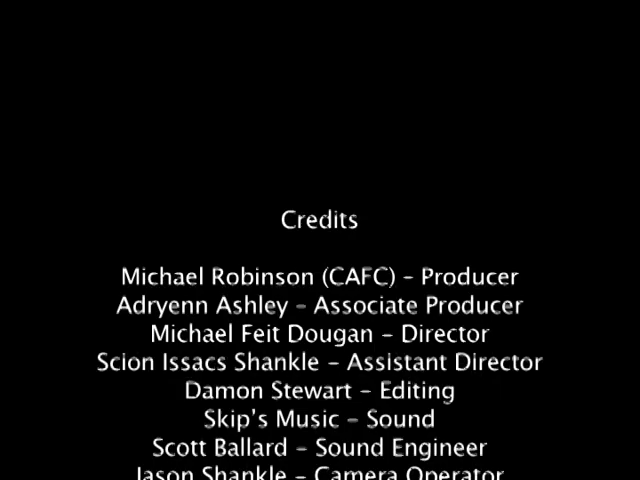 Credits
Michael Robinson (CAFC) – Producer
Adryenn Ashley – Associate Producer
Michael Feit Dougan – Director
Scion Issacs Shankle – Assistant Director
Damon Stewart – Editing
Skip's Music – Sound
Scott Ballard – Sound Engineer
Jason Shankle – Camera Operator